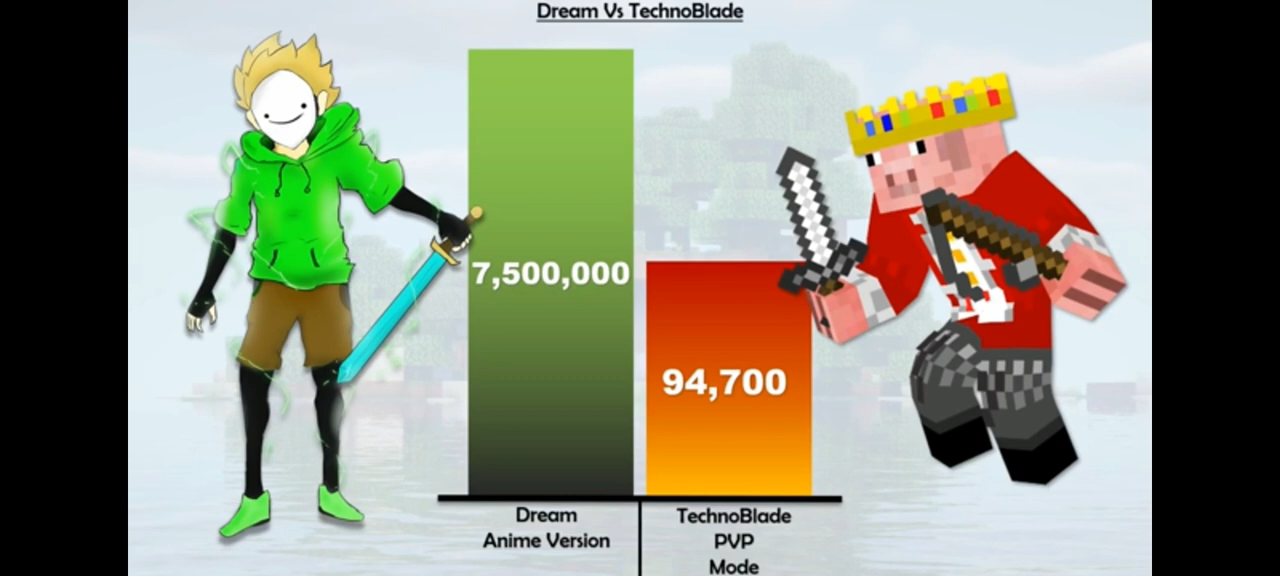 Dream Vs TechnoBlade
7,500,000
94,700
Dream
Anime Version
TechnoBlade
PVP
Mode